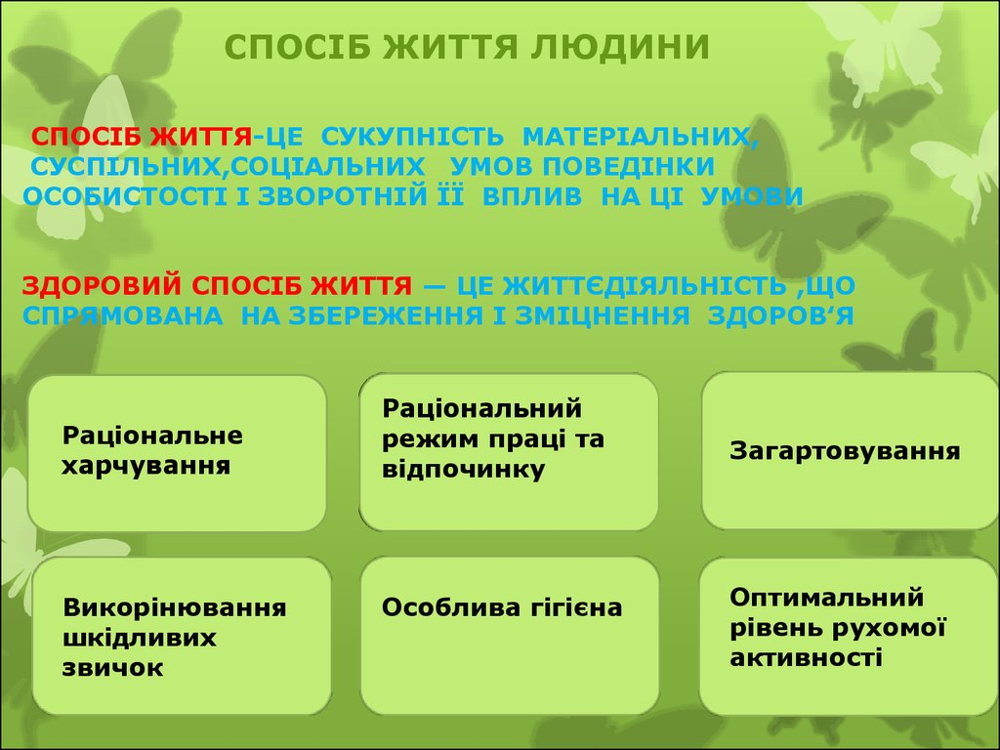 СПОСІБ ЖИТТЯ ЛЮДИНИ
СПОСІБ ЖИТТЯ-ЦЕ СУКУПНІСТЬ МАТЕРІАЛЬНИХ,
СУСПІЛЬНИХ,СОЦІАЛЬНИХ УМОВ ПОВЕДІНКИ
ОСОБИСТОСТІ І ЗВОРОТНІЙ ЇЇ ВПЛИВ НА ЦІ УМОВИ
ЗДОРОВИЙ СПОСІБ ЖИТТЯ — ЦЕ ЖИТТЄДІЯЛЬНІСТЬ ,ЩО
СПРЯМОВАНА НА ЗБЕРЕЖЕННЯ І ЗМІЦНЕННЯ ЗДОРОВ‘Я
Раціональне
харчування
Раціональний
режим праці та
відпочинку
Загартовування
Викорінювання
шкідливих
звичок
Особлива гігієна
Оптимальний
рівень рухомої
активності